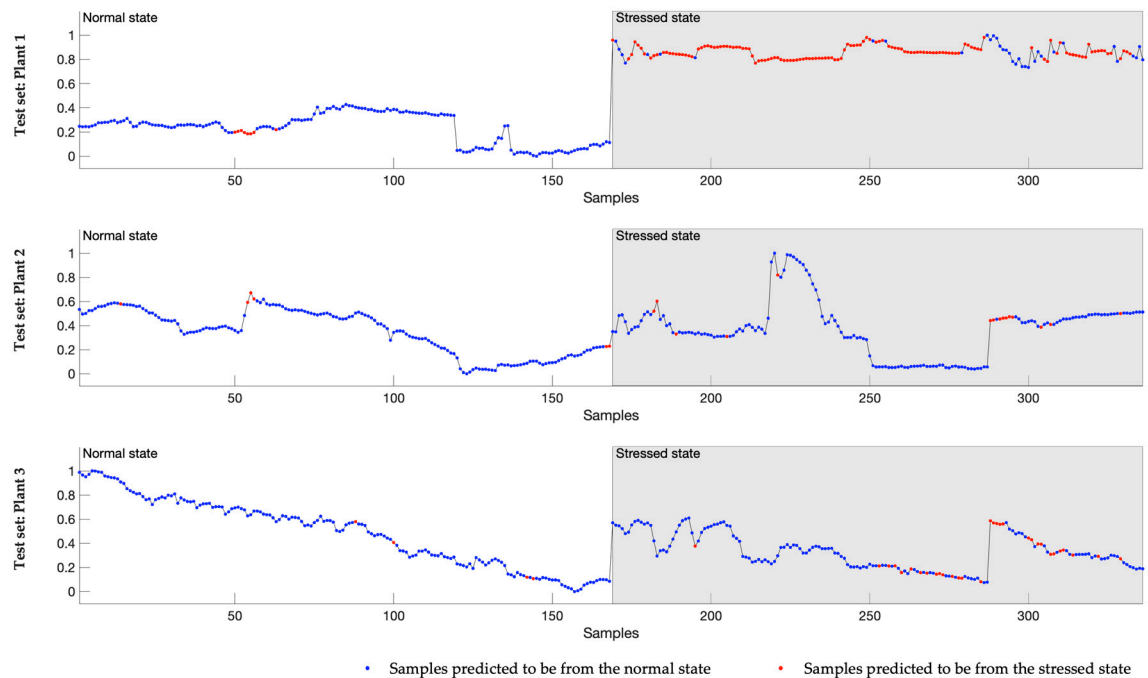 Normal state
Stressed state
Test set: Plant 1
1
0.8
0.6
0.4
0.2
0
50
100
150
200
250
300
Samples
Normal state
Stressed state
Test set: Plant 2
1
0.8
0.6
0.4
0.2
0
50
100
150
200
250
300
Samples
Normal state
Stressed state
Test set: Plant 3
1
0.8
0.6
0.4
0.2
0
50
100
150
200
250
300
Samples
Samples predicted to be from the normal state
Samples predicted to be from the stressed state